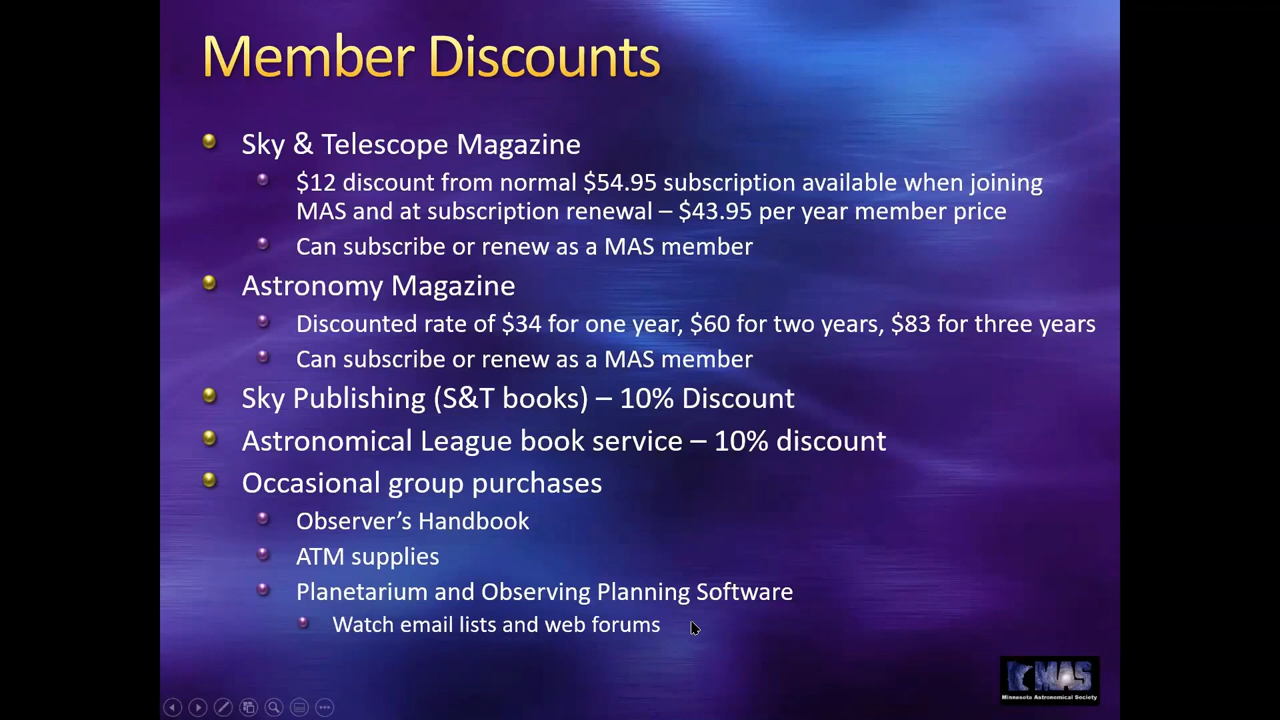 Member Discounts
Sky & Telescope Magazine
$12 discount from normal $54.95 subscription available when joining
MAS and at subscription renewal – $43.95 per year member price
Can subscribe or renew as a MAS member
Astronomy Magazine
Discounted rate of $34 for one year, $60 for two years, $83 for three years
Can subscribe or renew as a MAS member
Sky Publishing (S&T books) – 10% Discount
Astronomical League book service – 10% discount
Occasional group purchases
Observer’s Handbook
ATM supplies
Planetarium and Observing Planning Software
Watch email lists and web forums
MAS
Minnesota Astronomical Society